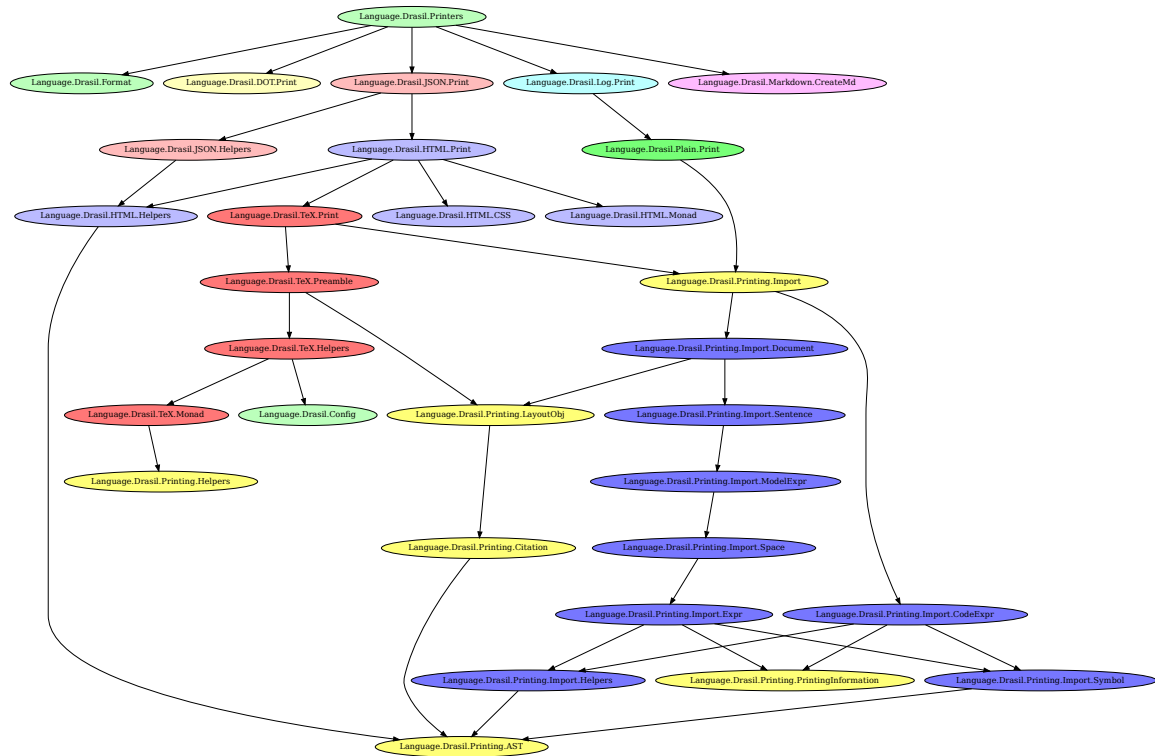 Language.Drasil.Printers
Language.Drasil.Format
Language.Drasil.DOT.Print
Language.Drasil.JSON.Print
Language.Drasil.Log.Print
Language.Drasil.Markdown.CreateMd
Language.Drasil.JSON.Helpers
Language.Drasil.HTML.Print
Language.Drasil.Plain.Print
Language.Drasil.HTML.Helpers
Language.Drasil.TeX.Print
Language.Drasil.HTML.CSS
Language.Drasil.HTML.Monad
Language.Drasil.TeX.Preamble
Language.Drasil.Printing.Import
Language.Drasil.TeX.Helpers
Language.Drasil.Printing.Import.Document
Language.Drasil.TeX.Monad
Language.Drasil.Config
Language.Drasil.Printing.LayoutObj
Language.Drasil.Printing.Import.Sentence
Language.Drasil.Printing.Helpers
Language.Drasil.Printing.Import.ModelExpr
Language.Drasil.Printing.Citation
Language.Drasil.Printing.Import.Space
Language.Drasil.Printing.Import.Expr
Language.Drasil.Printing.Import.CodeExpr
Language.Drasil.Printing.Import.Helpers
Language.Drasil.Printing.PrintingInformation
Language.Drasil.Printing.Import.Symbol
Language.Drasil.Printing.AST